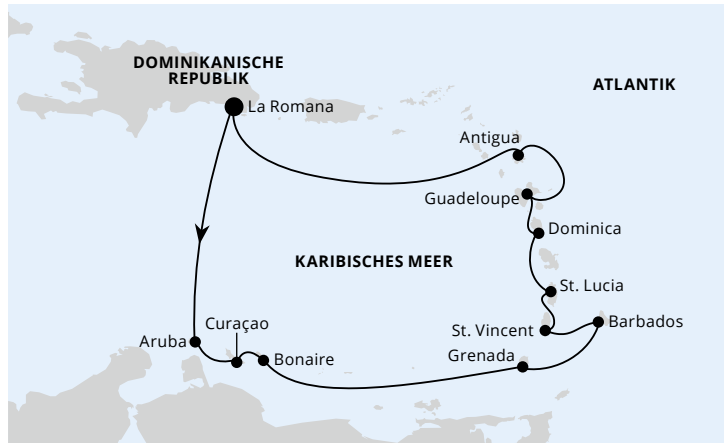 DOMINIKANISCHE
REPUBLIK
ATLANTIK
La Romana
Antigua
Guadeloupe
Dominica
KARIBISCHES MEER
St. Lucia
Curaçao
Barbados
St. Vincent
Aruba
Bonaire
Grenada